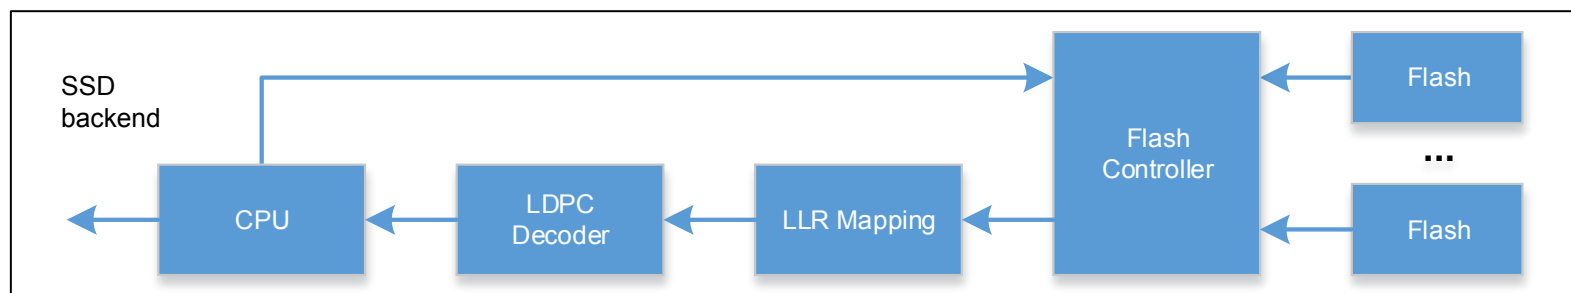 SSD
backend
Flash
Flash
Controller
...
CPU
LDPC
Decoder
LLR Mapping
Flash